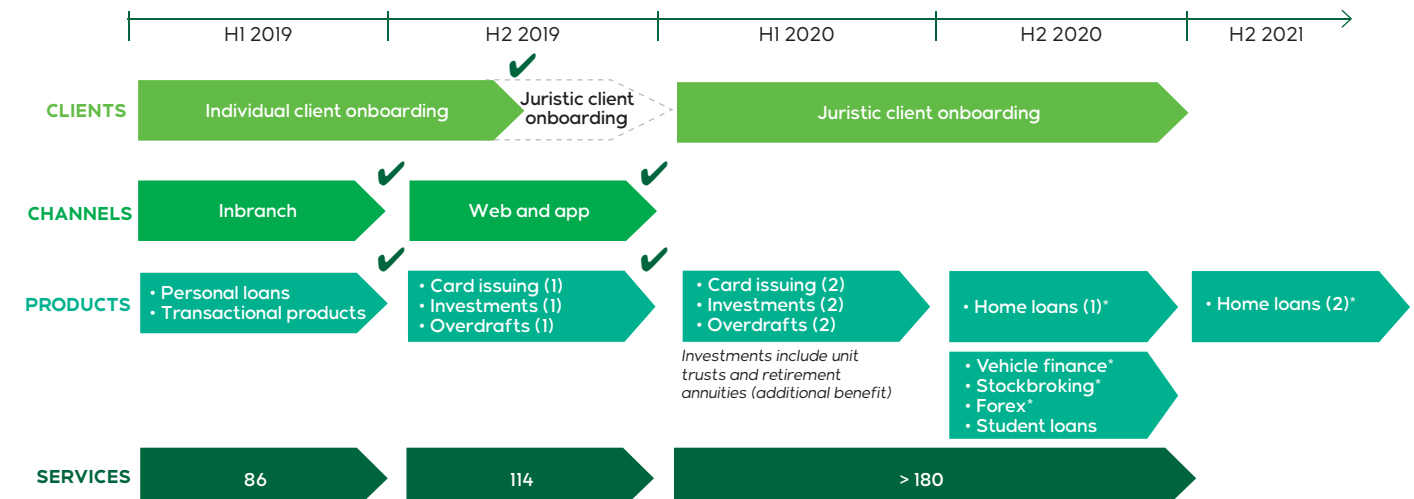 H1 2019
H2 2019
H1 2020
H2 2020
H2 2021
CLIENTS
Individual client onboarding
Juristic client
onboarding
Juristic client onboarding
CHANNELS
Inbranch
Web and app
PRODUCTS
• Personal loans
• Transactional products
• Card issuing (1)
• Investments (1)
• Overdrafts (1)
• Card issuing (2)
• Investments (2)
• Overdrafts (2)
Investments include unit
trusts and retirement
annuities (additional benefit)
• Home loans (1)*
• Vehicle finance*
• Stockbroking*
• Forex*
• Student loans
• Home loans (2)*
SERVICES
86
114
> 180